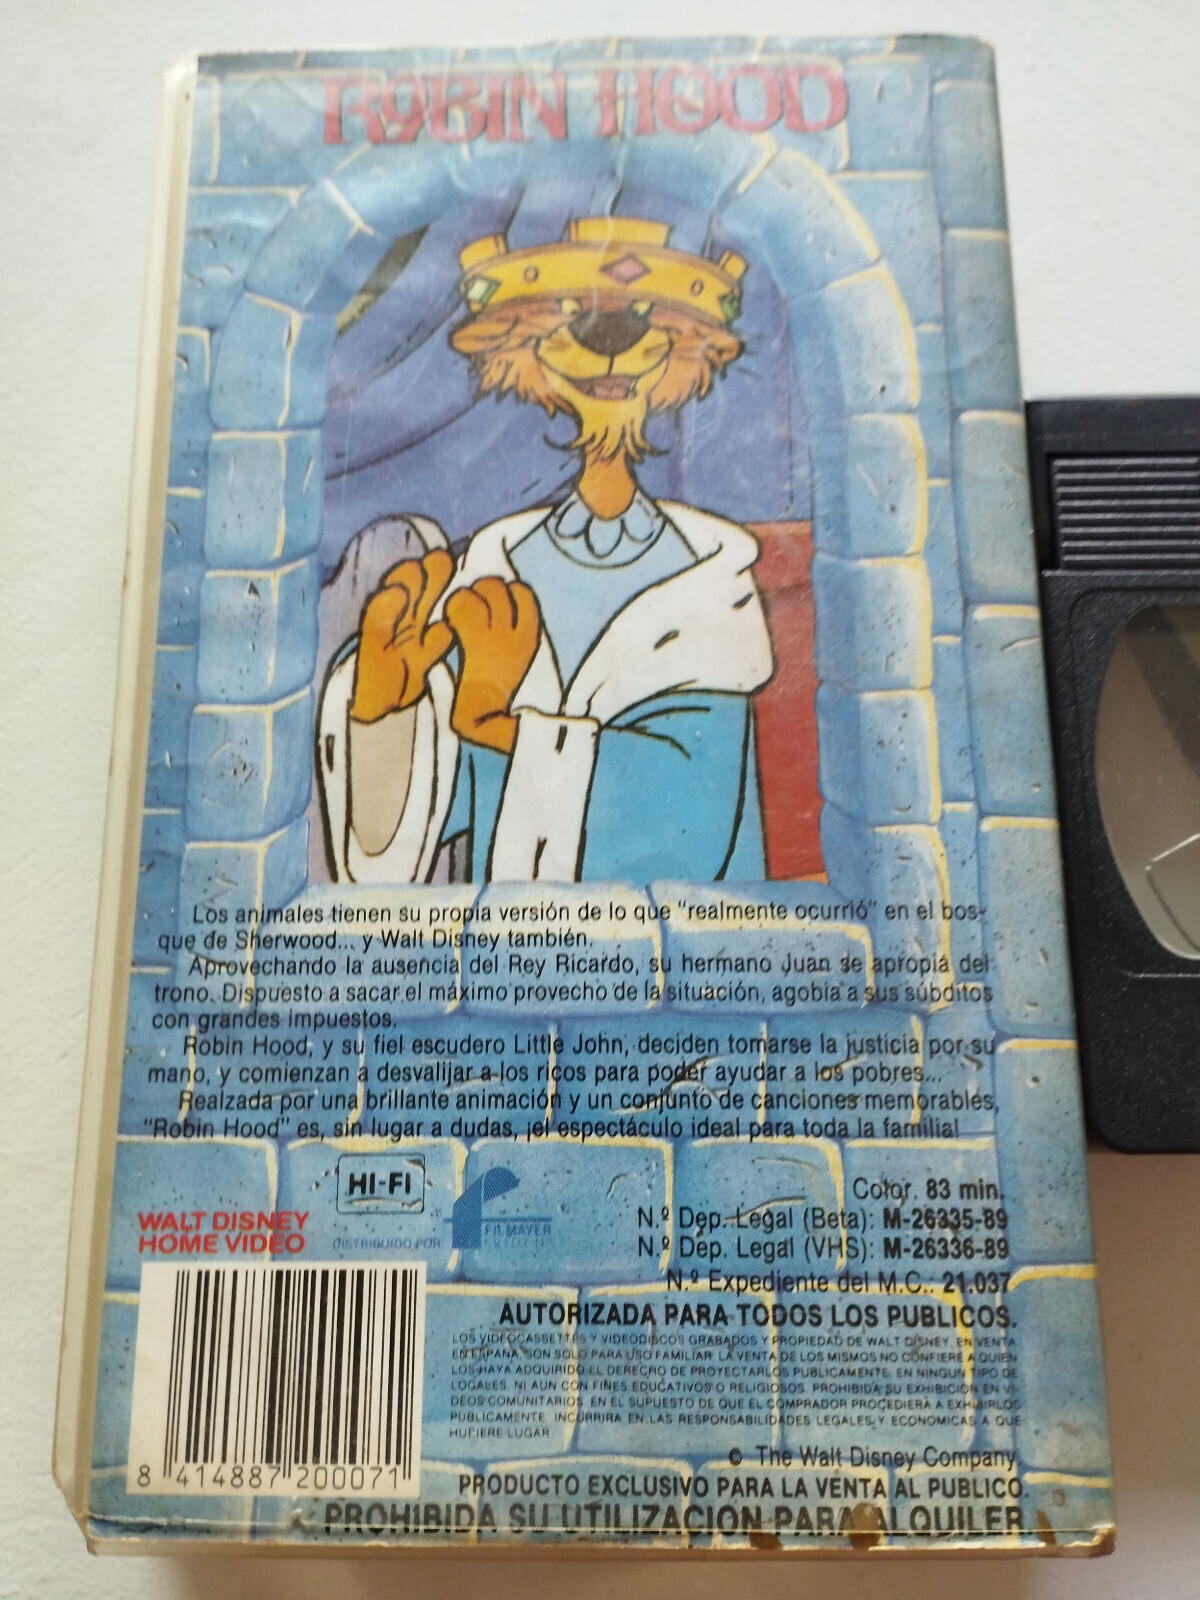 ROBIN HOOD
Los animales tienen su propia versión de lo que "realmente ocurrió" en el bos-
que de Sherwood... y Walt Disney también.
Aprovechando la ausencia del Rey Ricardo, su hermano Juan se apropia del
trono. Dispuesto a sacar el máximo provecho de la situación, agobia a sus súbditos
con grandes impuestos.
Robin Hood, y su fiel escudero Little John, deciden tomarse la justicia por su
mano, y comienzan a desvalijar a los ricos para poder ayudar a los pobres...
Realzada por una brillante animación y un conjunto de canciones memorables,
"Robin Hood" es, sin lugar a dudas, ¡el espectáculo ideal para toda la familia!
HI-FI
WALT DISNEY
HOME VIDEO
DISTRIBUIDO POR
FILMAYER
VIDEO
Color. 83 min.
N.º Dep. Legal (Beta): M-26335-89
N.º Dep. Legal (VHS): M-26336-89
N.º Expediente del M.C.: 21.037
AUTORIZADA PARA TODOS LOS PUBLICOS.
LOS VIDEOCASSETTES Y VIDEODISCOS GRABADOS Y PROPIEDAD DE WALT DISNEY, EN VENTA
EN ESPAÑA, SON SOLO PARA USO FAMILIAR. LA VENTA DE LOS MISMOS NO CONFIERE A QUIEN
LOS HAYA ADQUIRIDO EL DERECHO DE PROYECTARLOS PUBLICAMENTE, EN NINGUN TIPO DE
LOCALES, NI AUN CON FINES EDUCATIVOS O RELIGIOSOS. PROHIBIDA SU EXHIBICION EN VI-
DEOS COMUNITARIOS. EN EL SUPUESTO DE QUE EL COMPRADOR PROCEDIERA A EXHIBIRLOS
PUBLICAMENTE, INCURRIRA EN LAS RESPONSABILIDADES LEGALES Y ECONOMICAS A QUE
HUCIERE LUGAR
© The Walt Disney Company.
PRODUCTO EXCLUSIVO PARA LA VENTA AL PUBLICO.
PROHIBIDA SU UTILIZACION PARA ALQUILER.
8 414887 200071